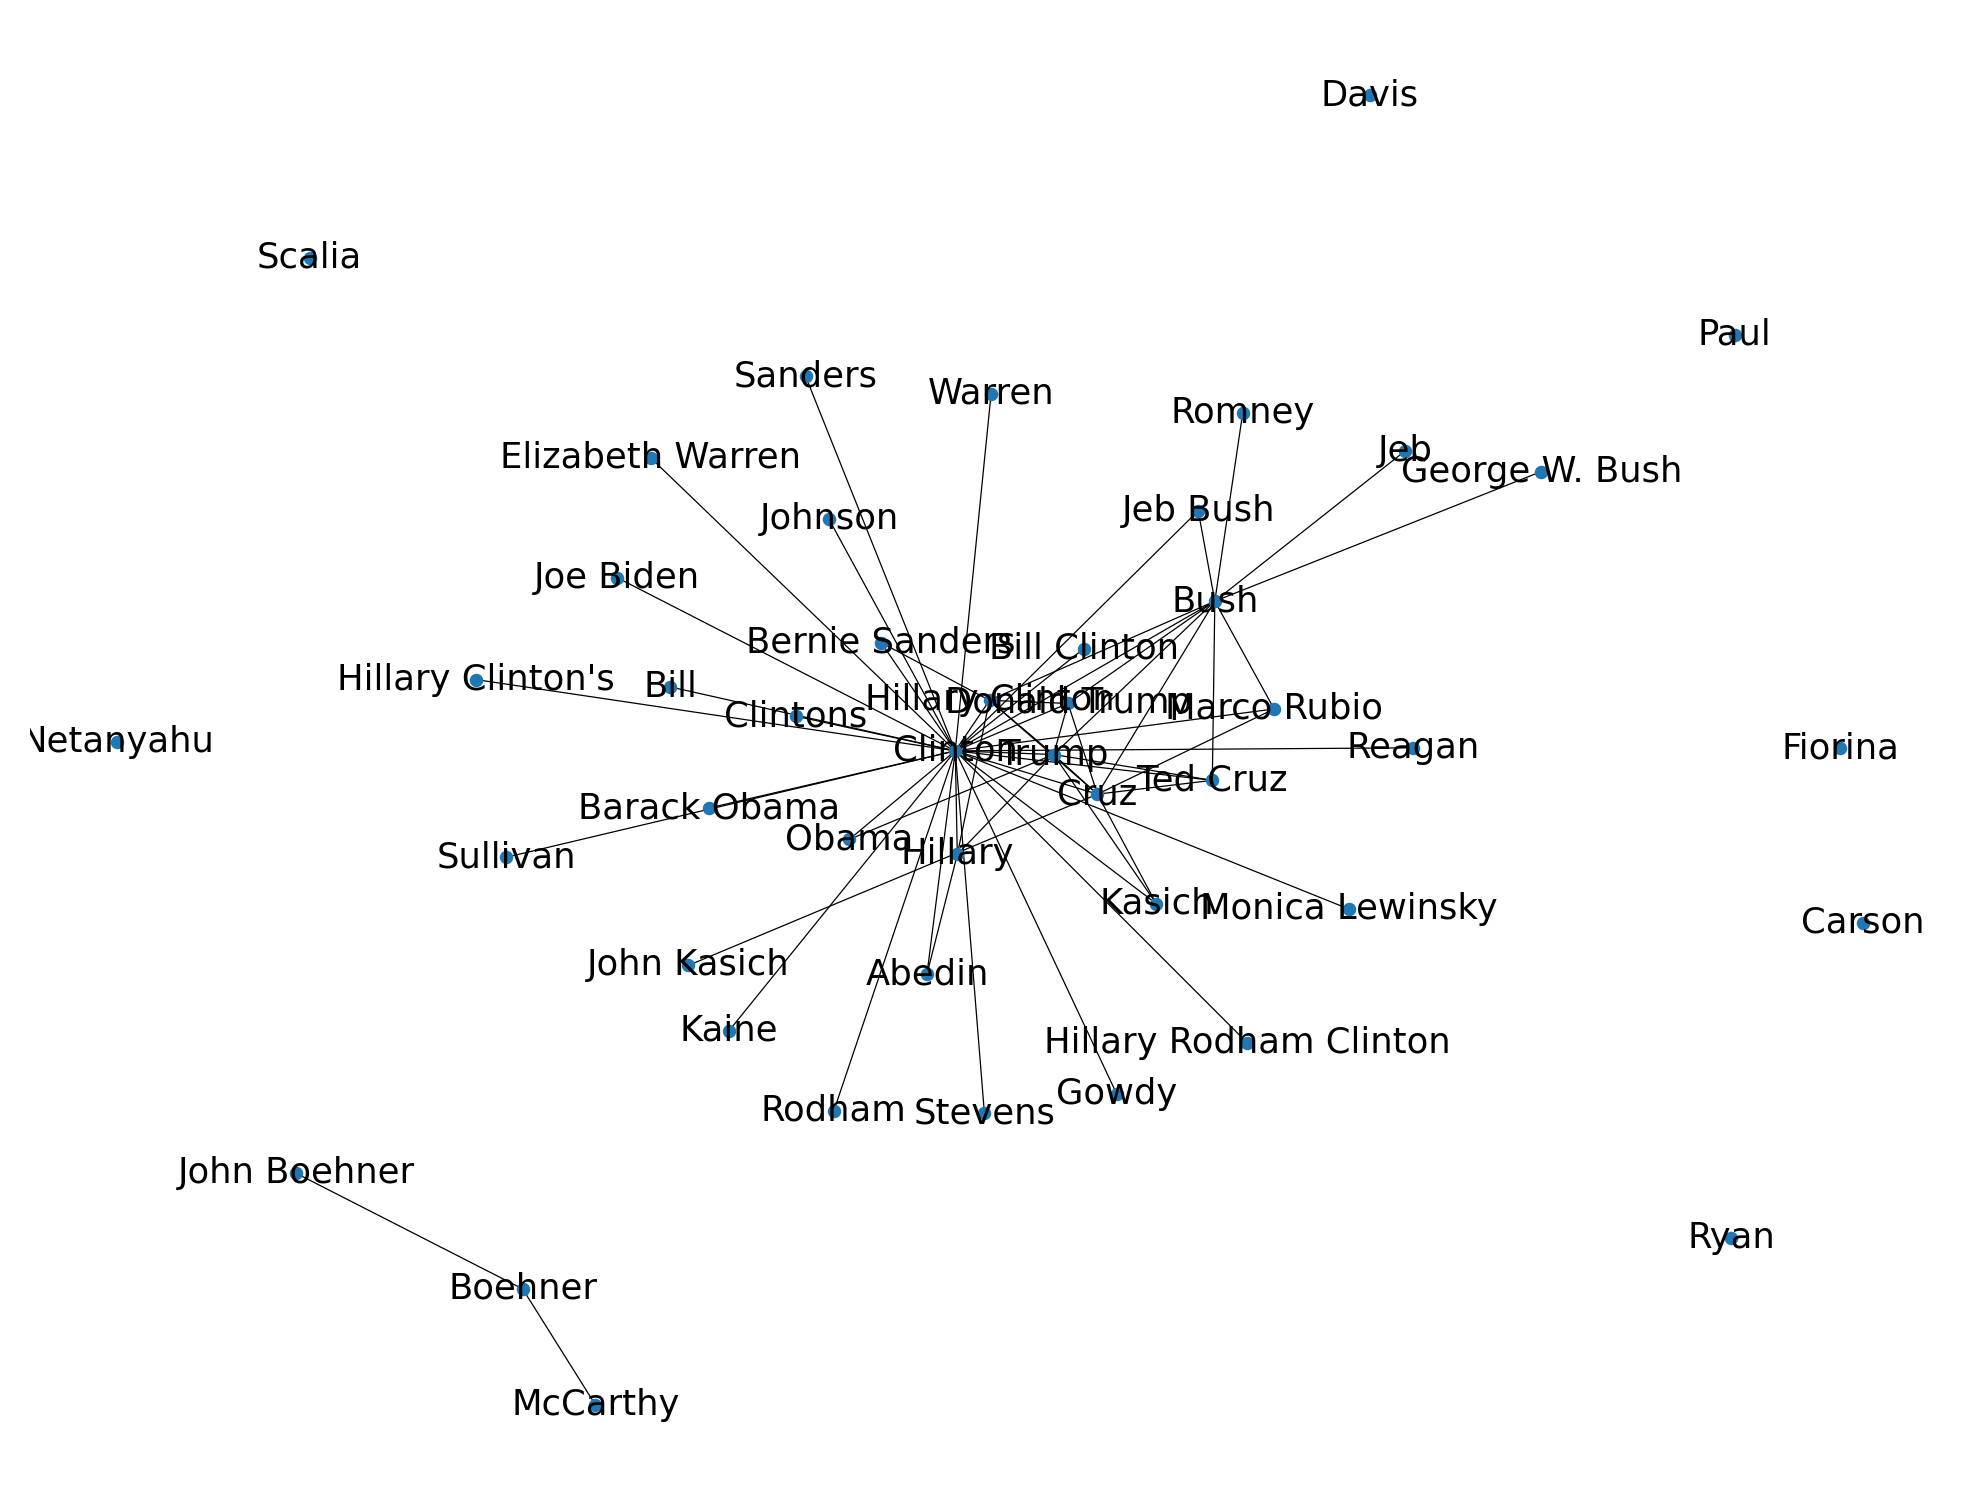 Davis
Scalia
Paul
Sanders
Warren
Romney
Jeb
Elizabeth Warren
George W. Bush
Jeb Bush
Johnson
Joe Biden
Bush
Bernie Sanders
Bill Clinton
Hillary Clinton's
Bill
Hillary Clinton
Donald Trump
Marco Rubio
Clintons
Netanyahu
Clinton
Trump
Reagan
Fiorina
Ted Cruz
Cruz
Barack Obama
Obama
Hillary
Sullivan
Kasich
Monica Lewinsky
Carson
John Kasich
Abedin
Kaine
Hillary Rodham Clinton
Gowdy
Rodham
Stevens
John Boehner
Ryan
Boehner
McCarthy